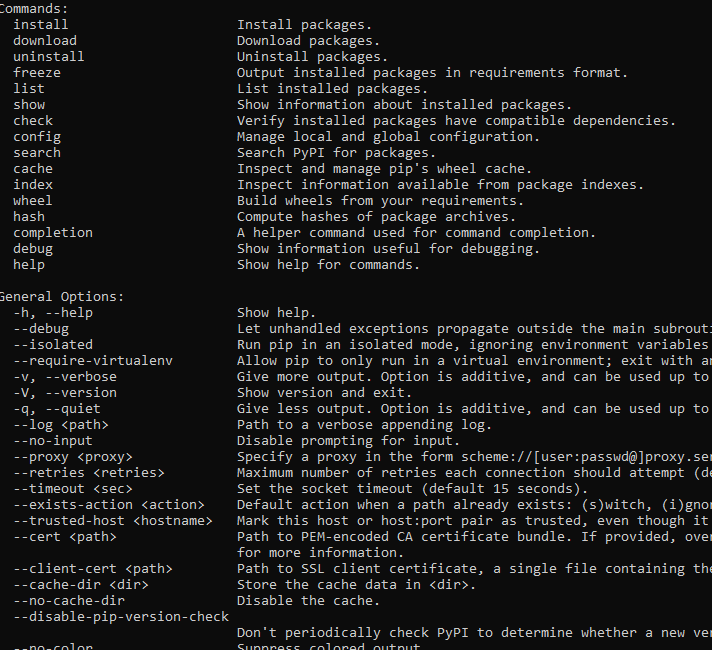 Commands:
  install                     Install packages.
  download                    Download packages.
  uninstall                   Uninstall packages.
  freeze                      Output installed packages in requirements format.
  list                        List installed packages.
  show                        Show information about installed packages.
  check                       Verify installed packages have compatible dependencies.
  config                      Manage local and global configuration.
  search                      Search PyPI for packages.
  cache                       Inspect and manage pip's wheel cache.
  index                       Inspect information available from package indexes.
  wheel                       Build wheels from your requirements.
  hash                        Compute hashes of package archives.
  completion                  A helper command used for command completion.
  debug                       Show information useful for debugging.
  help                        Show help for commands.

General Options:
  -h, --help                  Show help.
  --debug                     Let unhandled exceptions propagate outside the main subrouti
  --isolated                  Run pip in an isolated mode, ignoring environment variables
  --require-virtualenv        Allow pip to only run in a virtual environment; exit with an
  -v, --verbose               Give more output. Option is additive, and can be used up to
  -V, --version               Show version and exit.
  -q, --quiet                 Give less output. Option is additive, and can be used up to
  --log <path>                Path to a verbose appending log.
  --no-input                  Disable prompting for input.
  --proxy <proxy>             Specify a proxy in the form scheme://[user:passwd@]proxy.ser
  --retries <retries>         Maximum number of retries each connection should attempt (de
  --timeout <sec>             Set the socket timeout (default 15 seconds).
  --exists-action <action>    Default action when a path already exists: (s)witch, (i)gnor
  --trusted-host <hostname>   Mark this host or host:port pair as trusted, even though it
  --cert <path>               Path to PEM-encoded CA certificate bundle. If provided, over
                              for more information.
  --client-cert <path>        Path to SSL client certificate, a single file containing the
  --cache-dir <dir>           Store the cache data in <dir>.
  --no-cache-dir              Disable the cache.
  --disable-pip-version-check
                              Don't periodically check PyPI to determine whether a new ver
  --no-color                  Suppress colored output.